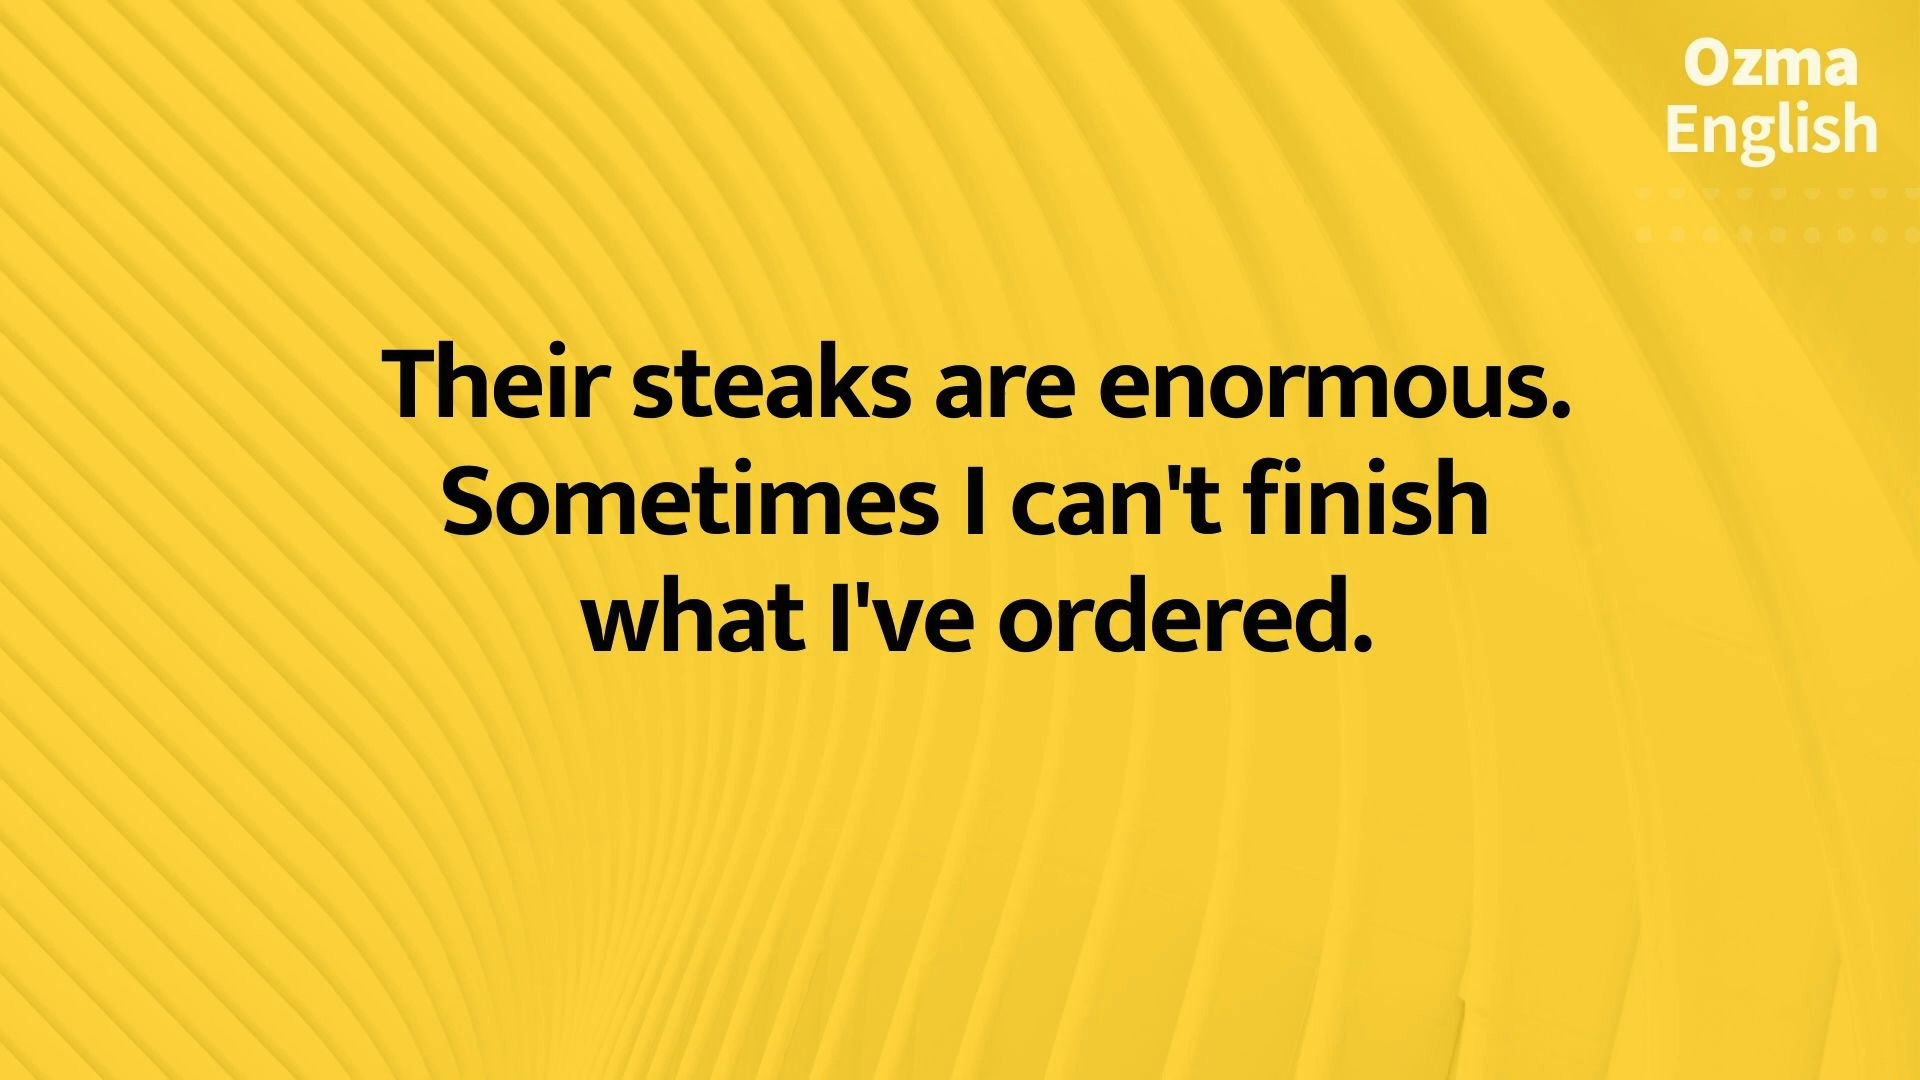 Ozma
English
Their steaks are enormous.
Sometimes I can't finish
what I've ordered.